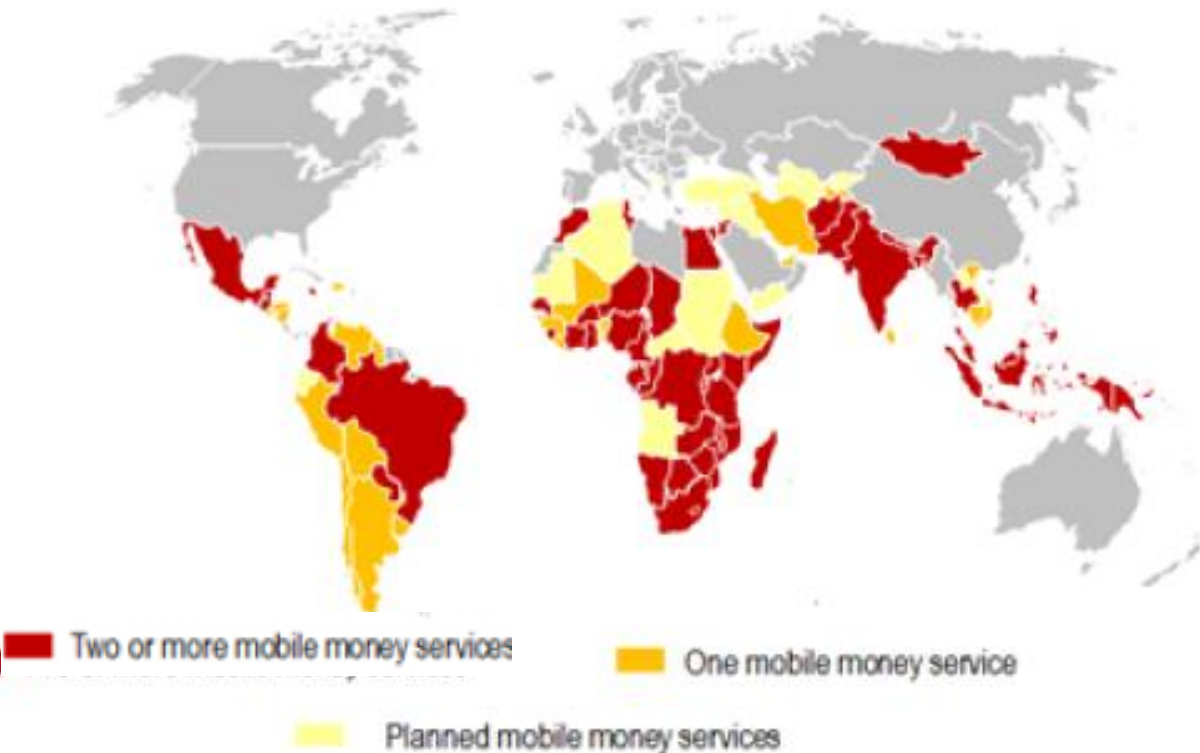 Two or more mobile money services
One mobile money service
Planned mobile money services